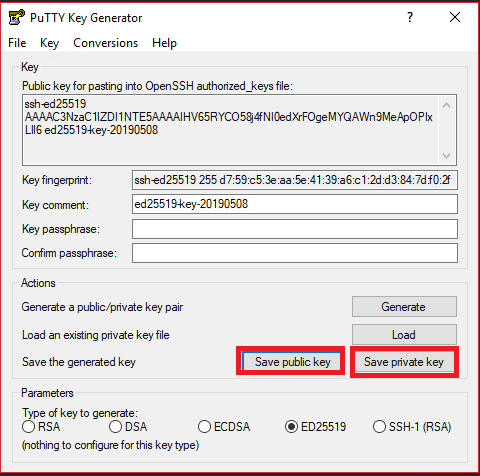 PuTTY Key Generator
?
File Key Conversions Help
Key
Public key for pasting into OpenSSH authorized_keys file:
ssh-ed25519
AAAAC3NzaC1lZDI1NTE5AAAAIHV65RYCO58j4fNI0edXrFOgeMYQAWn9MeApOPIx
LIl6 ed25519-key-20190508
Key fingerprint: ssh-ed25519 255 d7:59:c5:3e:aa:5e:41:39:a6:c1:2d:d3:84:7d:f0:2f
Key comment: ed25519-key-20190508
Key passphrase:
Confirm passphrase:
Actions
Generate a public/private key pair Generate
Load an existing private key file Load
Save the generated key Save public key Save private key
Parameters
Type of key to generate:
RSA DSA ECDSA ED25519 SSH-1 (RSA)
(nothing to configure for this key type)